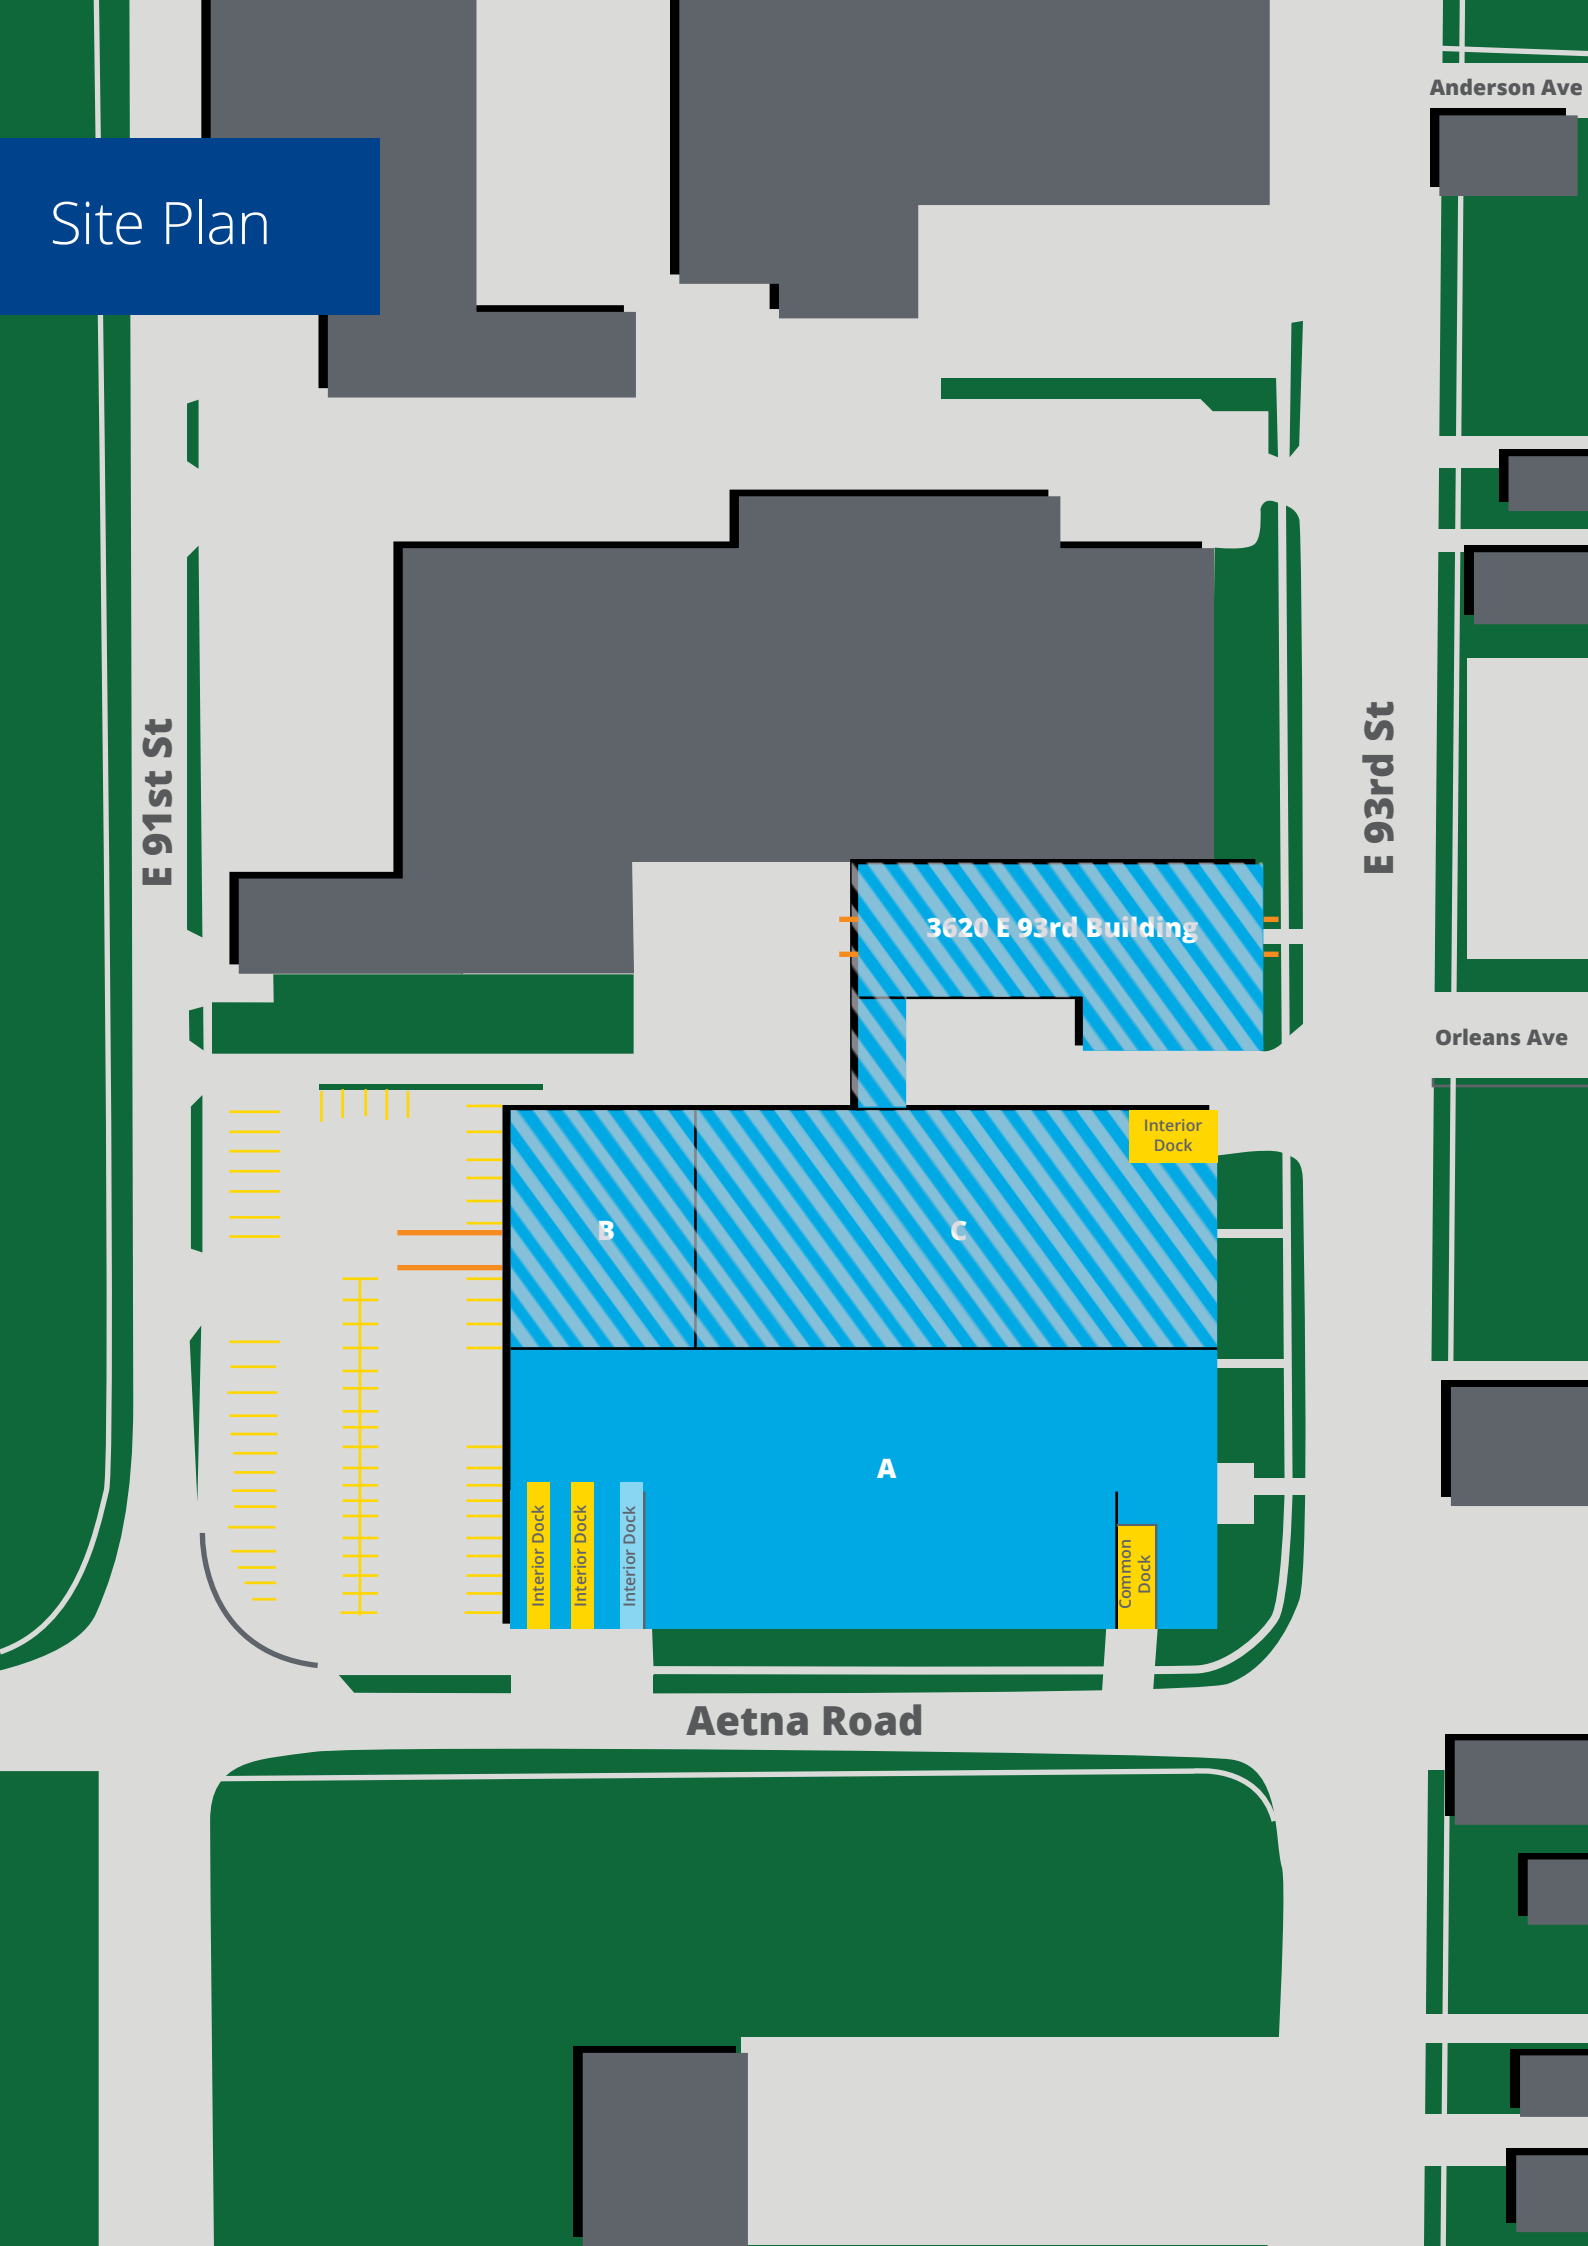 Anderson Ave
Site Plan
E 91st St
E 93rd St
3620 E 93rd Building
Orleans Ave
Interior
Dock
B
C
A
Interior Dock
Interior Dock
Interior Dock
Common
Dock
Aetna Road